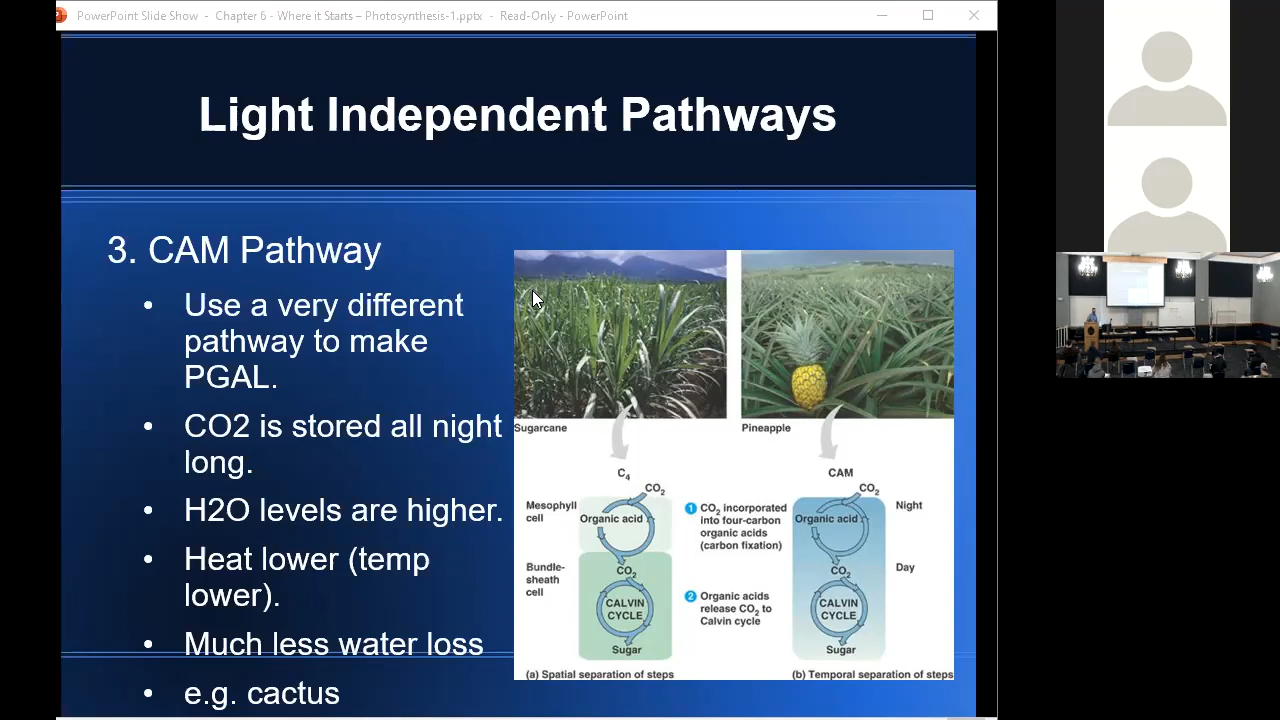 PowerPoint Slide Show - Chapter 6 - Where it Starts – Photosynthesis-1.pptx - Read-Only - PowerPoint
Light Independent Pathways
3. CAM Pathway
• Use a very different
pathway to make
PGAL.
• CO2 is stored all night
long.
• H2O levels are higher.
• Heat lower (temp
lower).
• Much less water loss
• e.g. cactus
Sugarcane
Pineapple
C4
CO2
Mesophyll
cell
Organic acid
Bundle-
sheath
cell
CO2
CALVIN
CYCLE
Sugar
(a) Spatial separation of steps
1 CO2 incorporated
into four-carbon
organic acids
(carbon fixation)
2 Organic acids
release CO2 to
Calvin cycle
CAM
CO2
Organic acid
Night
CO2
Day
CALVIN
CYCLE
Sugar
(b) Temporal separation of steps